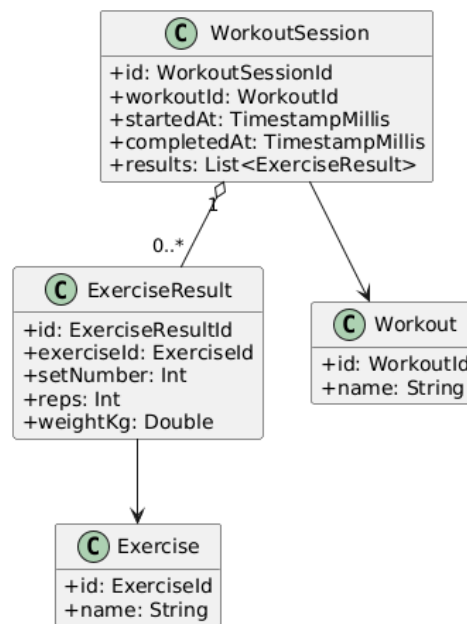 C WorkoutSession
+id: WorkoutSessionId
+workoutId: WorkoutId
+startedAt: TimestampMillis
+completedAt: TimestampMillis
+results: List<ExerciseResult>
1
0..*
C ExerciseResult
+id: ExerciseResultId
+exerciseId: ExerciseId
+setNumber: Int
+reps: Int
+weightKg: Double
C Workout
+id: WorkoutId
+name: String
C Exercise
+id: ExerciseId
+name: String